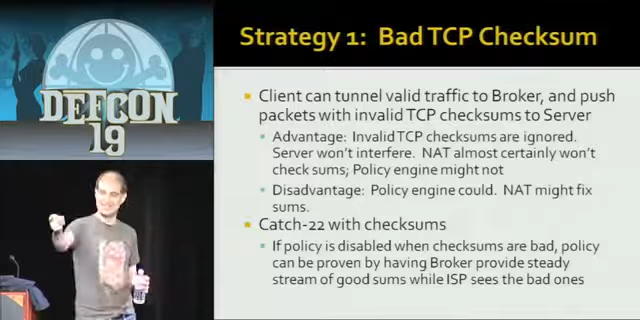 DEFCON
19
Strategy 1: Bad TCP Checksum
Client can tunnel valid traffic to Broker, and push
packets with invalid TCP checksums to Server
Advantage: Invalid TCP checksums are ignored.
Server won't interfere. NAT almost certainly won't
check sums; Policy engine might not
Disadvantage: Policy engine could. NAT might fix
sums.
Catch-22 with checksums
If policy is disabled when checksums are bad, policy
can be proven by having Broker provide steady
stream of good sums while ISP sees the bad ones